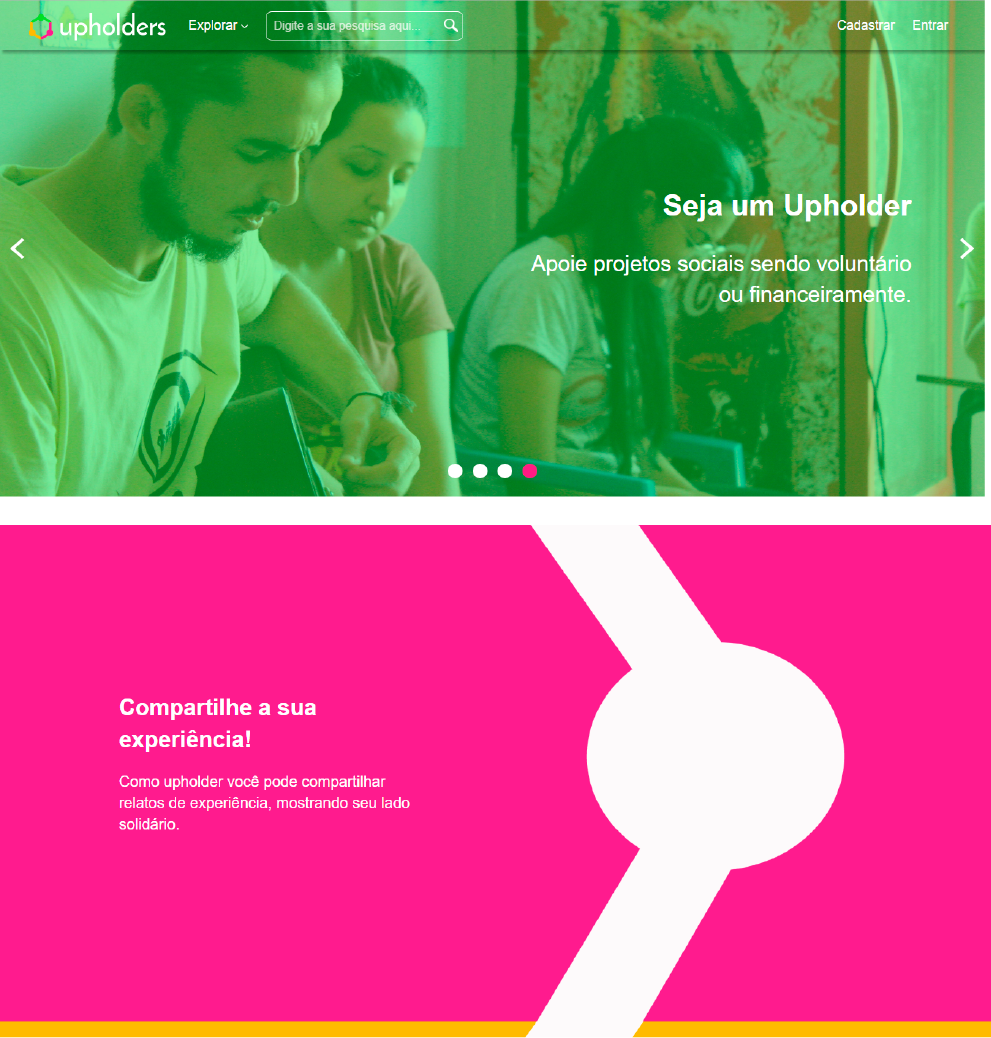 upholders
Explorar
Digite a sua pesquisa aqui...
Cadastrar
Entrar
Seja um Upholder
Apoie projetos sociais sendo voluntário
ou financeiramente.
Coca
Compartilhe a sua
experiência!
Como upholder você pode compartilhar
relatos de experiência, mostrando seu lado
solidário.